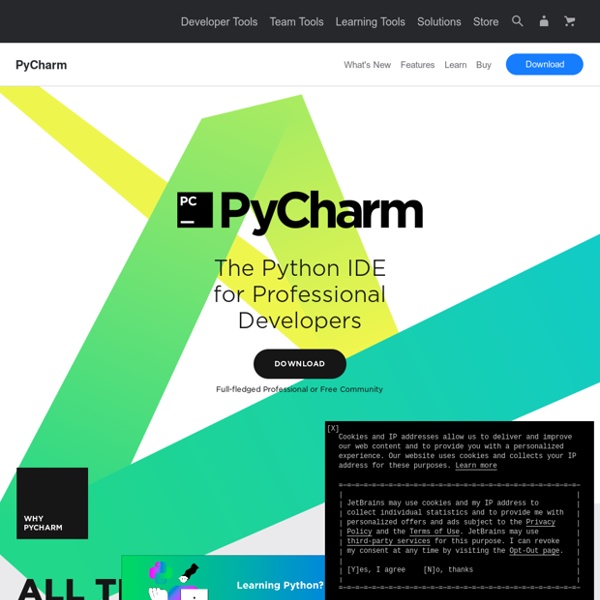 Developer Tools Team Tools Learning Tools Solutions Store
PyCharm What's New Features Learn Buy Download
PC
PyCharm
The Python IDE
for Professional
Developers
DOWNLOAD
Full-fledged Professional or Free Community
WHY
PYCHARM
[X]
Cookies and IP addresses allow us to deliver and improve
our web content and to provide you with a personalized
experience. Our website uses cookies and collects your IP
address for these purposes. Learn more
JetBrains may use cookies and my IP address to
collect individual statistics and to provide me with
personalized offers and ads subject to the Privacy
Policy and the Terms of Use. JetBrains may use
third-party services for this purpose. I can revoke
my consent at any time by visiting the Opt-Out page.
[Y]es, I agree [N]o, thanks
Learning Python?
ALL